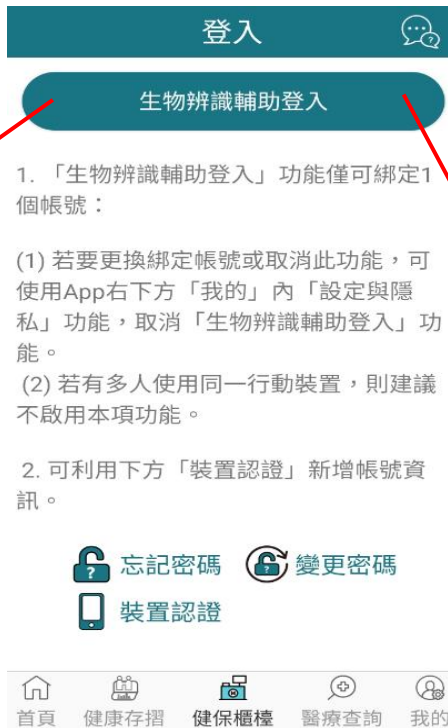 登入
生物辨識輔助登入
1. 「生物辨識輔助登入」功能僅可綁定1
個帳號：
(1) 若要更換綁定帳號或取消此功能，可
使用App右下方「我的」內「設定與隱
私」功能，取消「生物辨識輔助登入」功
能。
(2) 若有多人使用同一行動裝置，則建議
不啟用本項功能。
2. 可利用下方「裝置認證」新增帳號資
訊。
忘記密碼 變更密碼
裝置認證
首頁 健康存摺 健保櫃檯 醫療查詢 我的